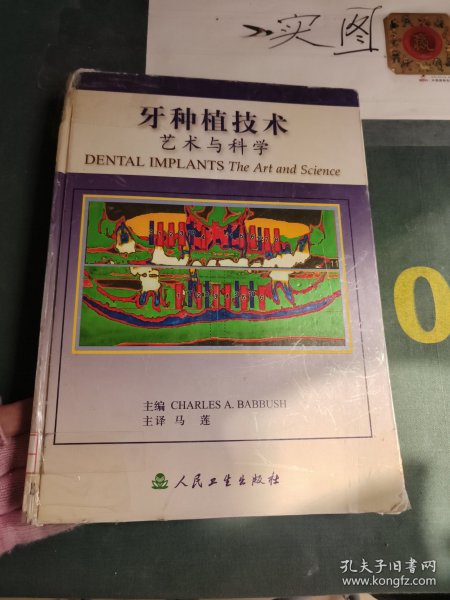 实图
牙种植技术
艺术与科学
DENTAL IMPLANTS The Art and Science
主编 CHARLES A. BABBUSH
主译 马 莲
人民卫生出版社
0
孔夫子旧书网
www.kongfz.com